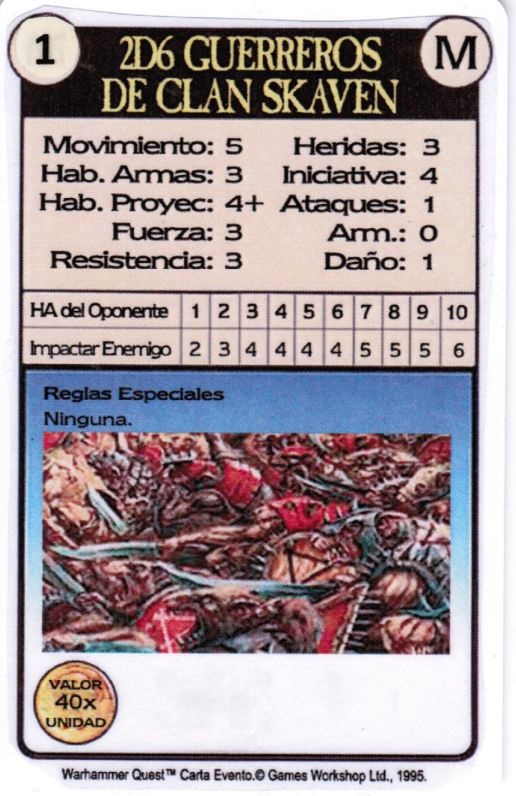 1
2D6 GUERREROS
DE CLAN SKAVEN
M
Movimiento: 5 Heridas: 3
Hab. Armas: 3 Iniciativa: 4
Hab. Proyec: 4+ Ataques: 1
Fuerza: 3 Arm.: 0
Resistencia: 3 Daño: 1
HA del Oponente 1 2 3 4 5 6 7 8 9 10
Impactar Enemigo 2 3 4 4 4 4 5 5 5 6
Reglas Especiales
Ninguna.
VALOR
40x
UNIDAD
Warhammer Quest™ Carta Evento.© Games Workshop Ltd., 1995.